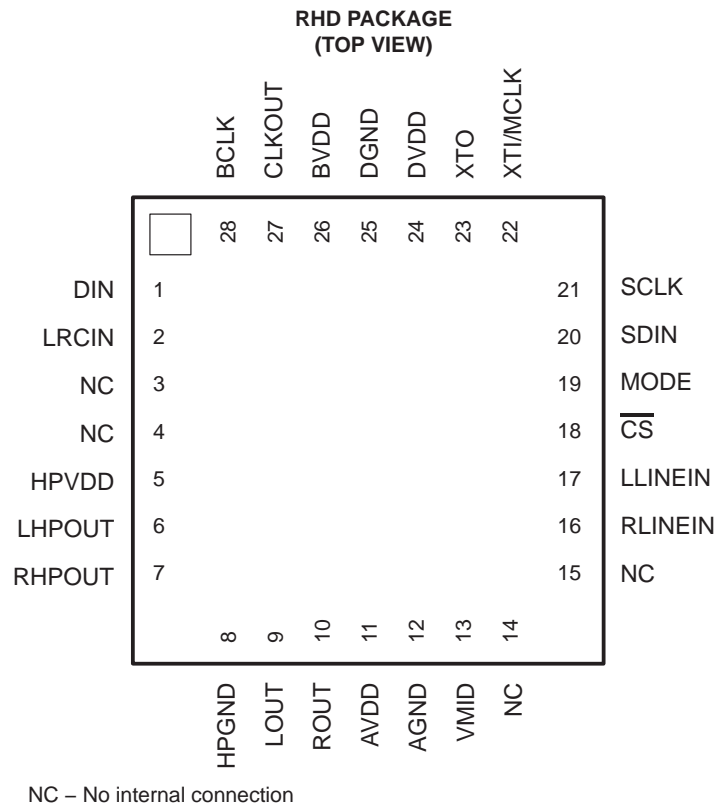 RHD PACKAGE
(TOP VIEW)
BCLK
CLKOUT
BVDD
DGND
DVDD
XTO
XTI/MCLK
28
27
26
25
24
23
22
DIN 1
LRCIN 2
NC 3
NC 4
HPVDD 5
LHPOUT 6
RHPOUT 7
21 SCLK
20 SDIN
19 MODE
18 C̅S̅
17 LLINEIN
16 RLINEIN
15 NC
8
9
10
11
12
13
14
HPGND
LOUT
ROUT
AVDD
AGND
VMID
NC
NC – No internal connection